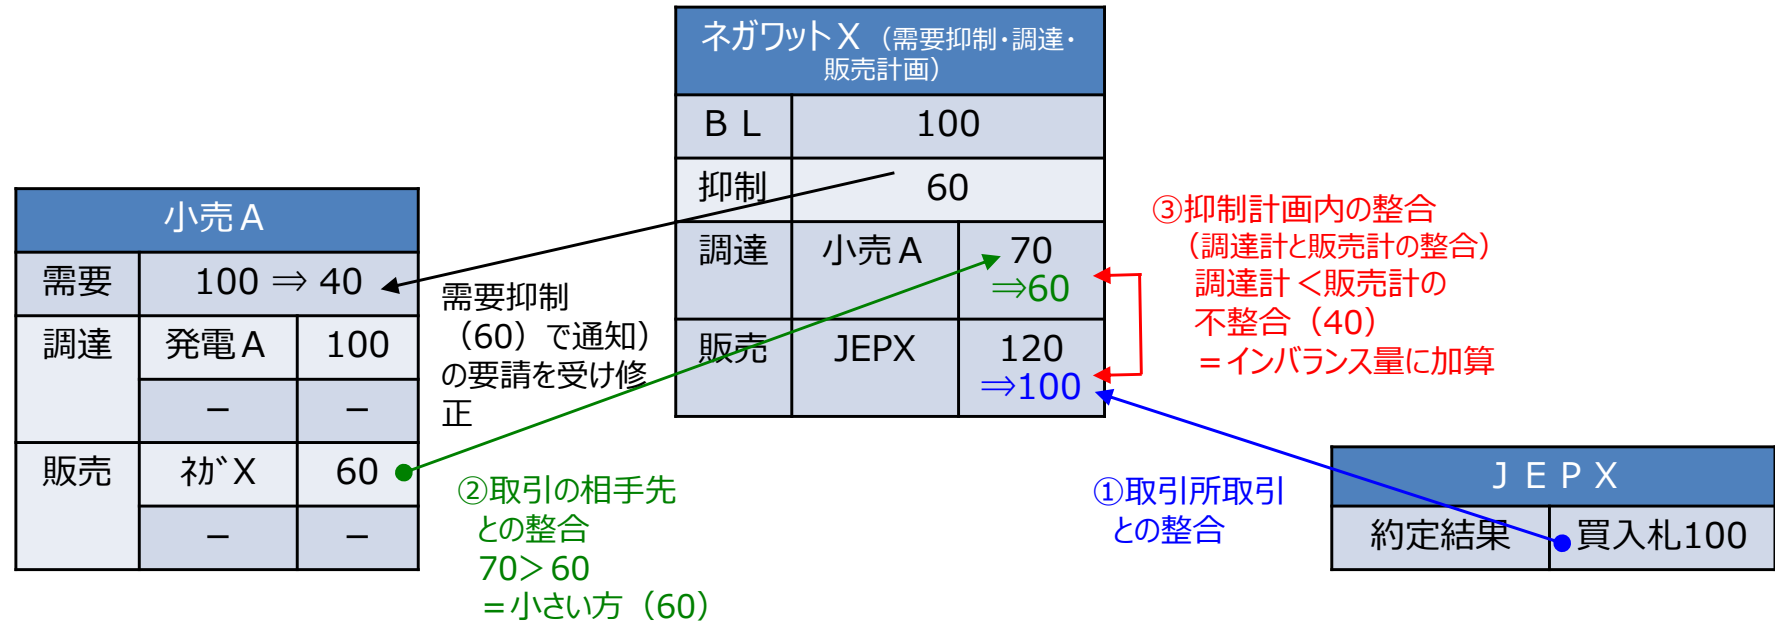 ネガワットX（需要抑制・調達・
販売計画）
BL 100
抑制 60
調達 小売A 70
⇒60
販売 JEPX 120
⇒100
小売A
需要 100 ⇒ 40
調達 発電A 100
－ －
販売 ﾈｶﾞX 60
－ －
需要抑制
（60）で通知）
の要請を受け修
正
②取引の相手先
との整合
70＞60
＝小さい方（60）
③抑制計画内の整合
（調達計と販売計の整合）
調達計＜販売計の
不整合（40）
＝インバランス量に加算
①取引所取引
との整合
JEPX
約定結果 買入札100